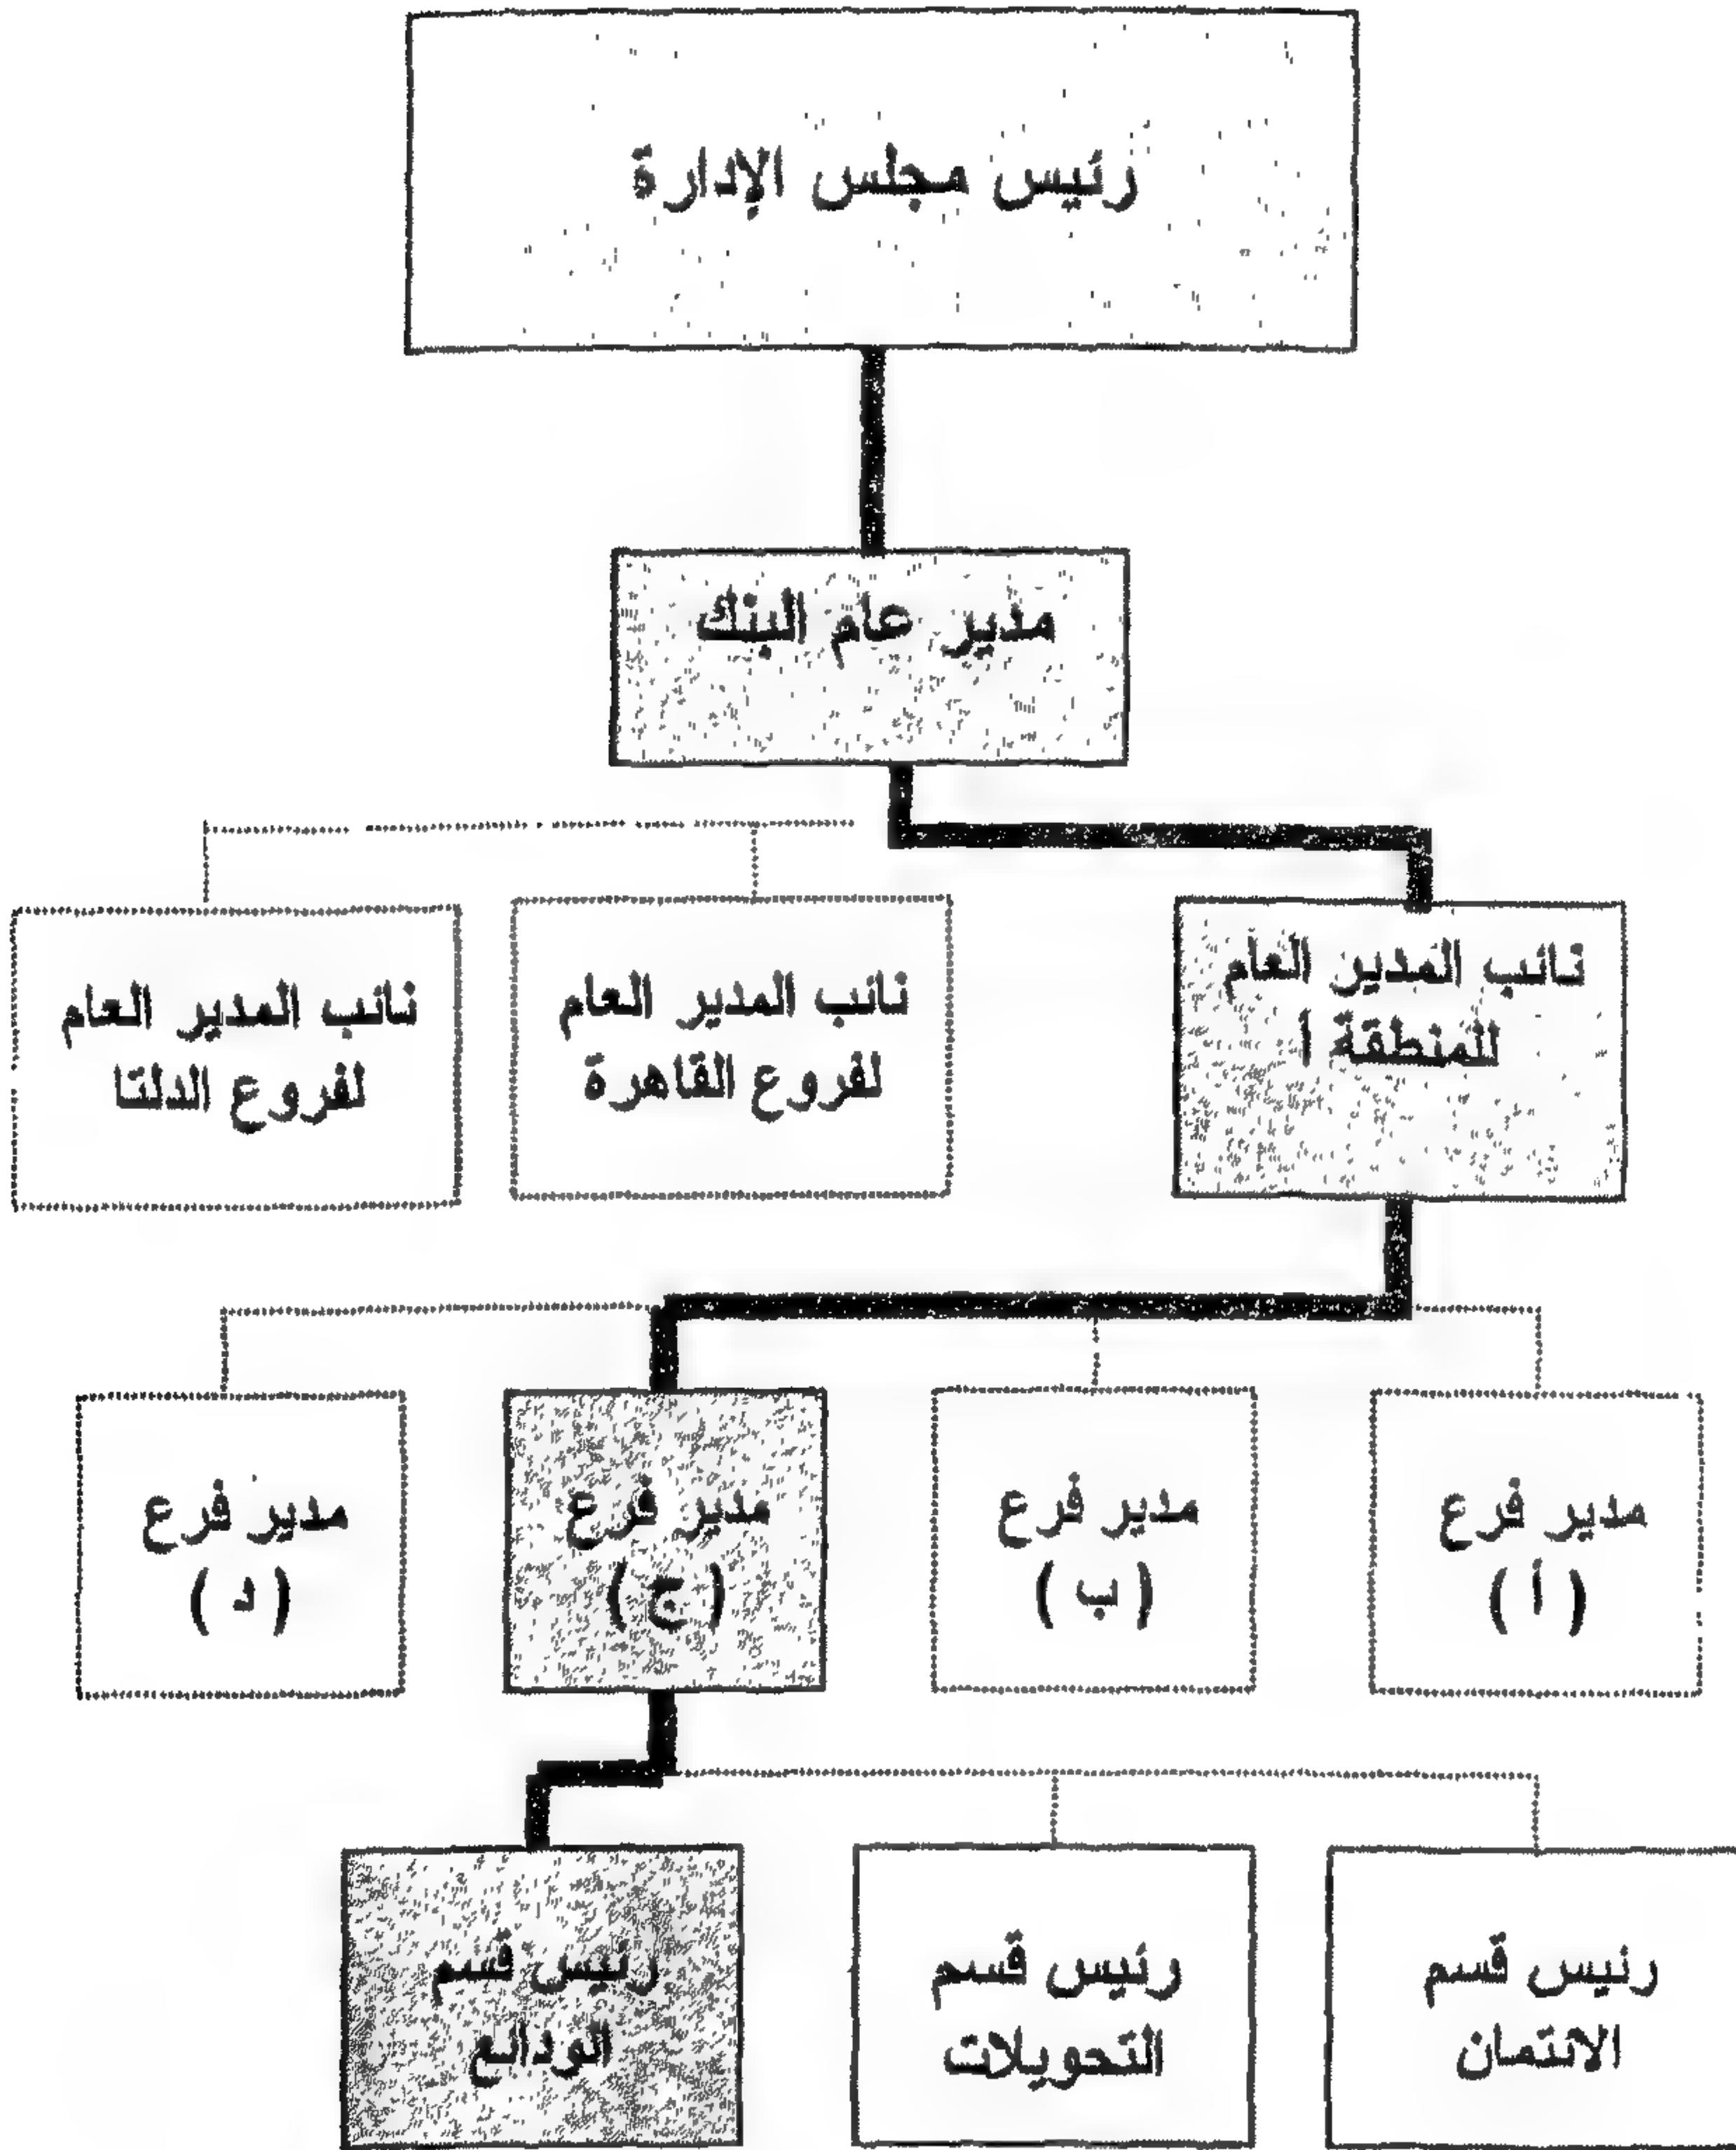 رئيس مجلس الإدارة
مدير عام البنك
نائب المدير العام
للمنطقة أ
نائب المدير العام
لفروع القاهرة
نائب المدير العام
لفروع الدلتا
مدير فرع
( أ )
مدير فرع
( ب )
مدير فرع
( ج )
مدير فرع
( د )
رئيس قسم
الائتمان
رئيس قسم
التحويلات
رئيس قسم
الودائع